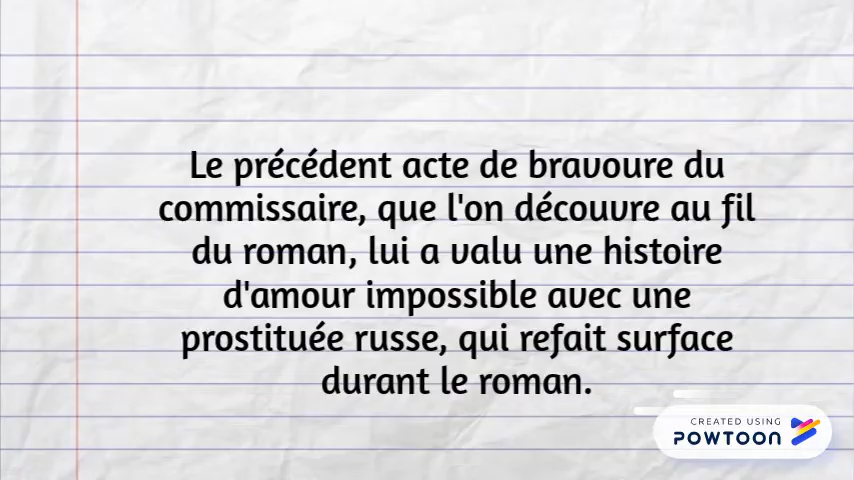 Le précédent acte de bravoure du
commissaire, que l'on découvre au fil
du roman, lui a valu une histoire
d'amour impossible avec une
prostituée russe, qui refait surface
durant le roman.
CREATED USING
POWTOON